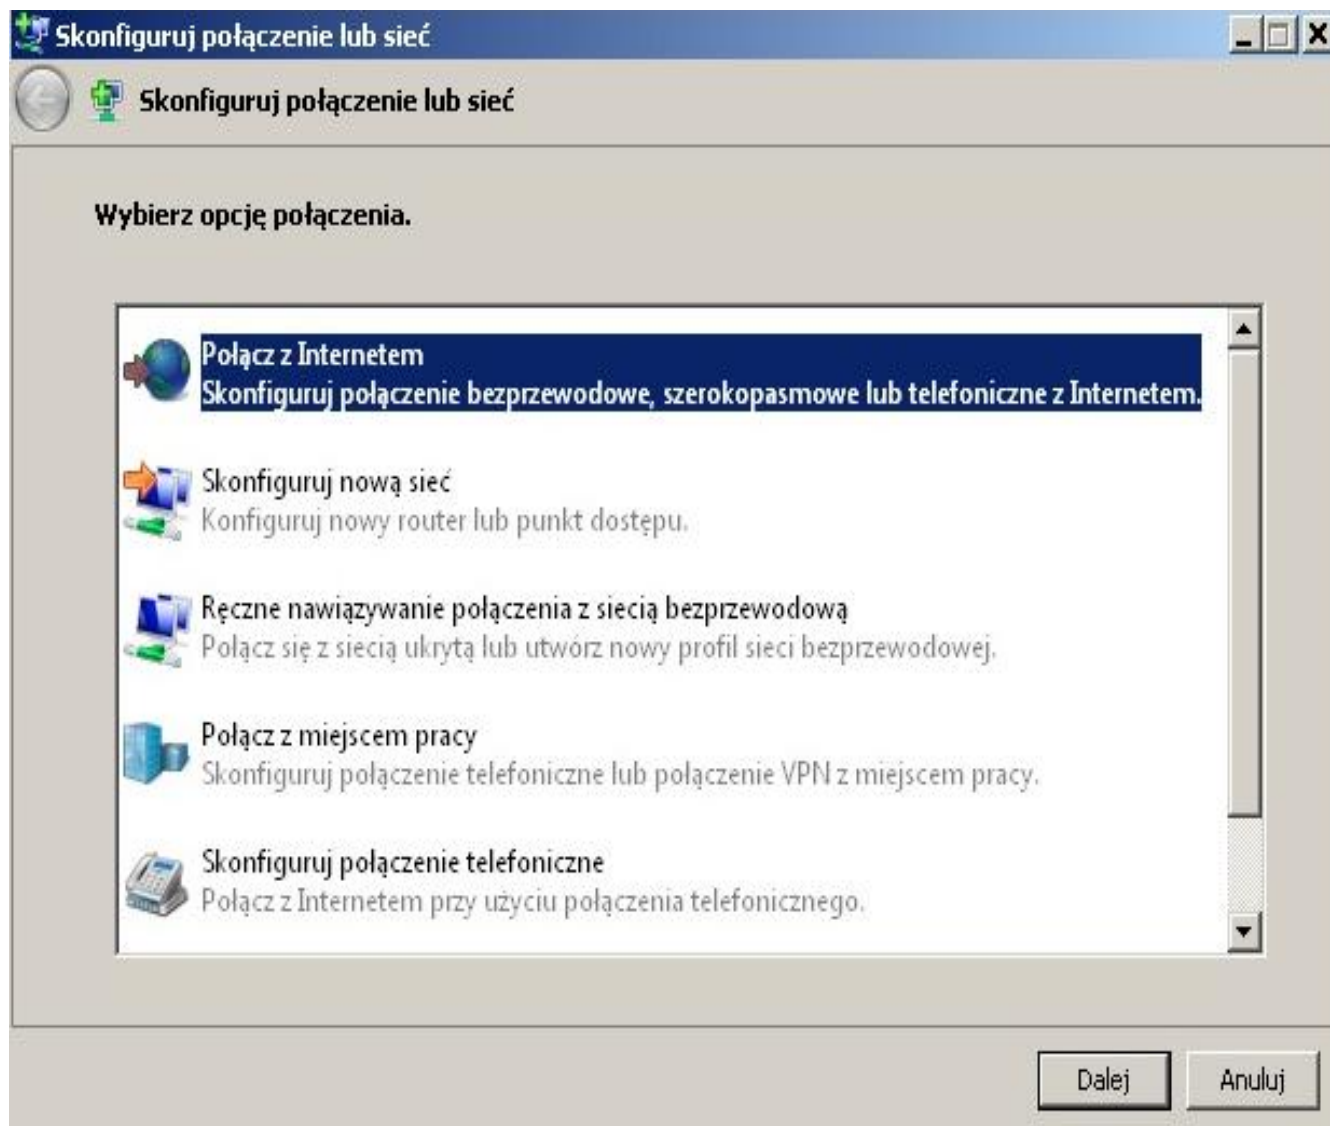 Skonfiguruj połączenie lub sieć
Skonfiguruj połączenie lub sieć
Wybierz opcję połączenia.
Połącz z Internetem
Skonfiguruj połączenie bezprzewodowe, szerokopasmowe lub telefoniczne z Internetem.
Skonfiguruj nową sieć
Konfiguruj nowy router lub punkt dostępu.
Ręczne nawiązywanie połączenia z siecią bezprzewodową
Połącz się z siecią ukrytą lub utwórz nowy profil sieci bezprzewodowej.
Połącz z miejscem pracy
Skonfiguruj połączenie telefoniczne lub połączenie VPN z miejscem pracy.
Skonfiguruj połączenie telefoniczne
Połącz z Internetem przy użyciu połączenia telefonicznego.
Dalej
Anuluj